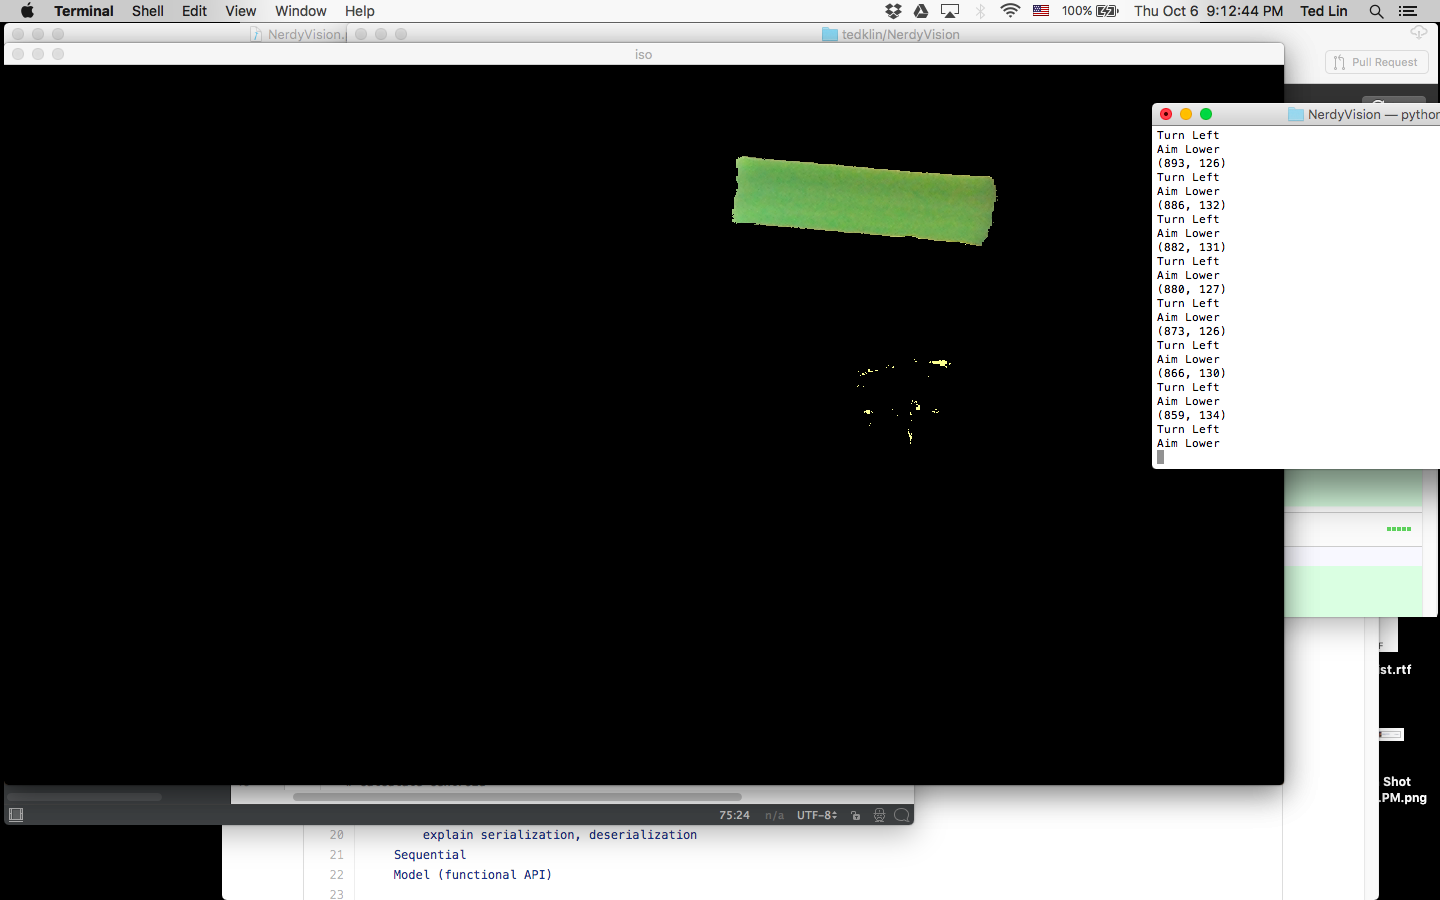 Terminal Shell Edit View Window Help 100% Thu Oct 6 9:12:44 PM Ted Lin
NerdyVision.p tedklin/NerdyVision
iso
Pull Request
NerdyVision — python
Turn Left
Aim Lower
(893, 126)
Turn Left
Aim Lower
(886, 132)
Turn Left
Aim Lower
(882, 131)
Turn Left
Aim Lower
(880, 127)
Turn Left
Aim Lower
(873, 126)
Turn Left
Aim Lower
(866, 130)
Turn Left
Aim Lower
(859, 134)
Turn Left
Aim Lower
F
st.rtf
Shot
.PM.png
75:24 n/a UTF-8
20 explain serialization, deserialization
21 Sequential
22 Model (functional API)
23